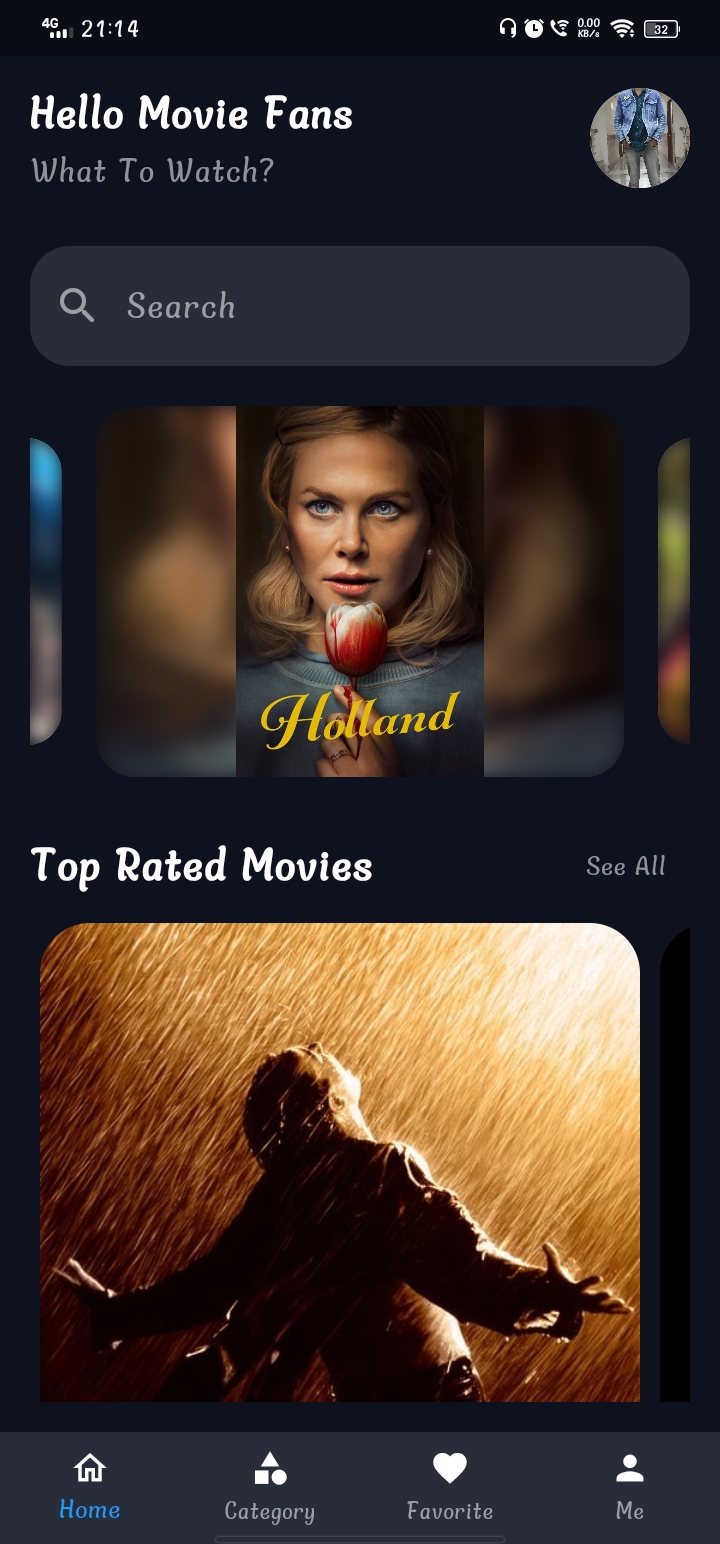 4G 21:14 0.00 KB/s 32
Hello Movie Fans
What To Watch?
Search
Holland
Top Rated Movies See All
Home Category Favorite Me